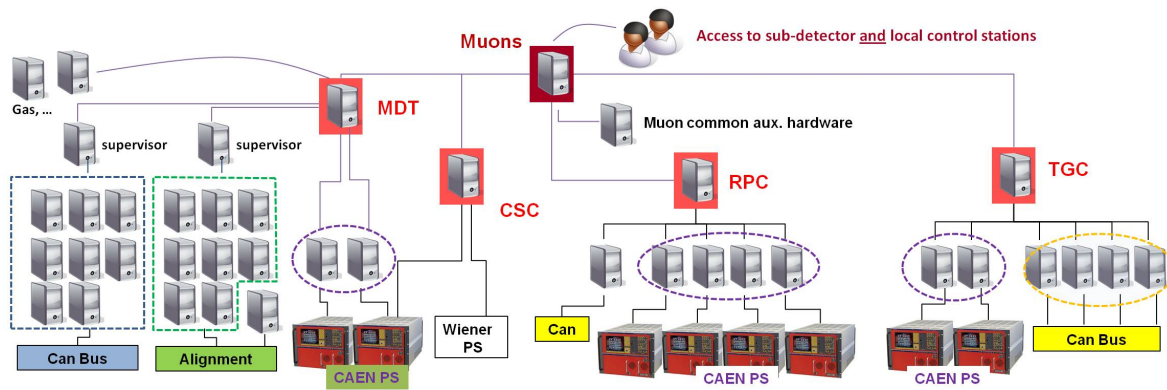 Muons
Access to sub-detector and local control stations
Gas, ...
MDT
Muon common aux. hardware
supervisor
supervisor
CSC
RPC
TGC
Can Bus
Alignment
CAEN PS
Wiener
PS
Can
CAEN PS
CAEN PS
Can Bus